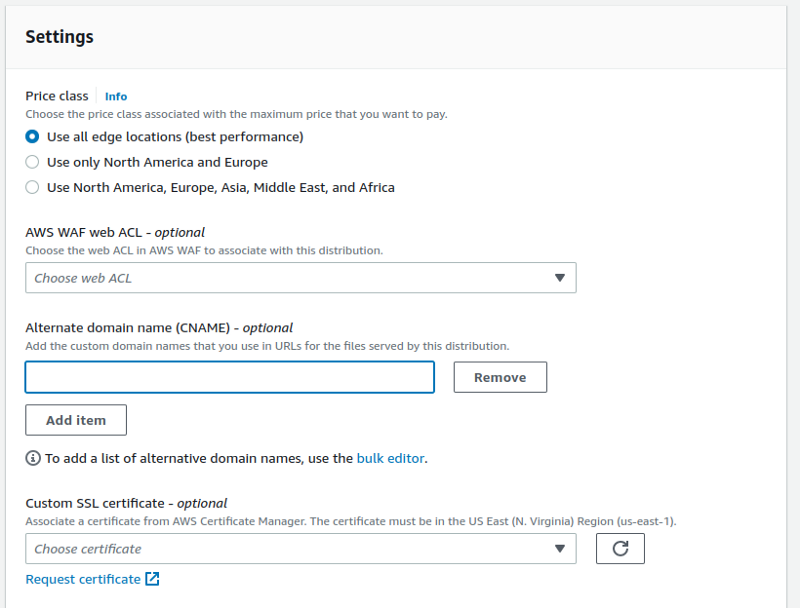 Settings
Price class Info
Choose the price class associated with the maximum price that you want to pay.
Use all edge locations (best performance)
Use only North America and Europe
Use North America, Europe, Asia, Middle East, and Africa
AWS WAF web ACL - optional
Choose the web ACL in AWS WAF to associate with this distribution.
Choose web ACL
Alternate domain name (CNAME) - optional
Add the custom domain names that you use in URLs for the files served by this distribution.
Remove
Add item
To add a list of alternative domain names, use the bulk editor.
Custom SSL certificate - optional
Associate a certificate from AWS Certificate Manager. The certificate must be in the US East (N. Virginia) Region (us-east-1).
Choose certificate
Request certificate